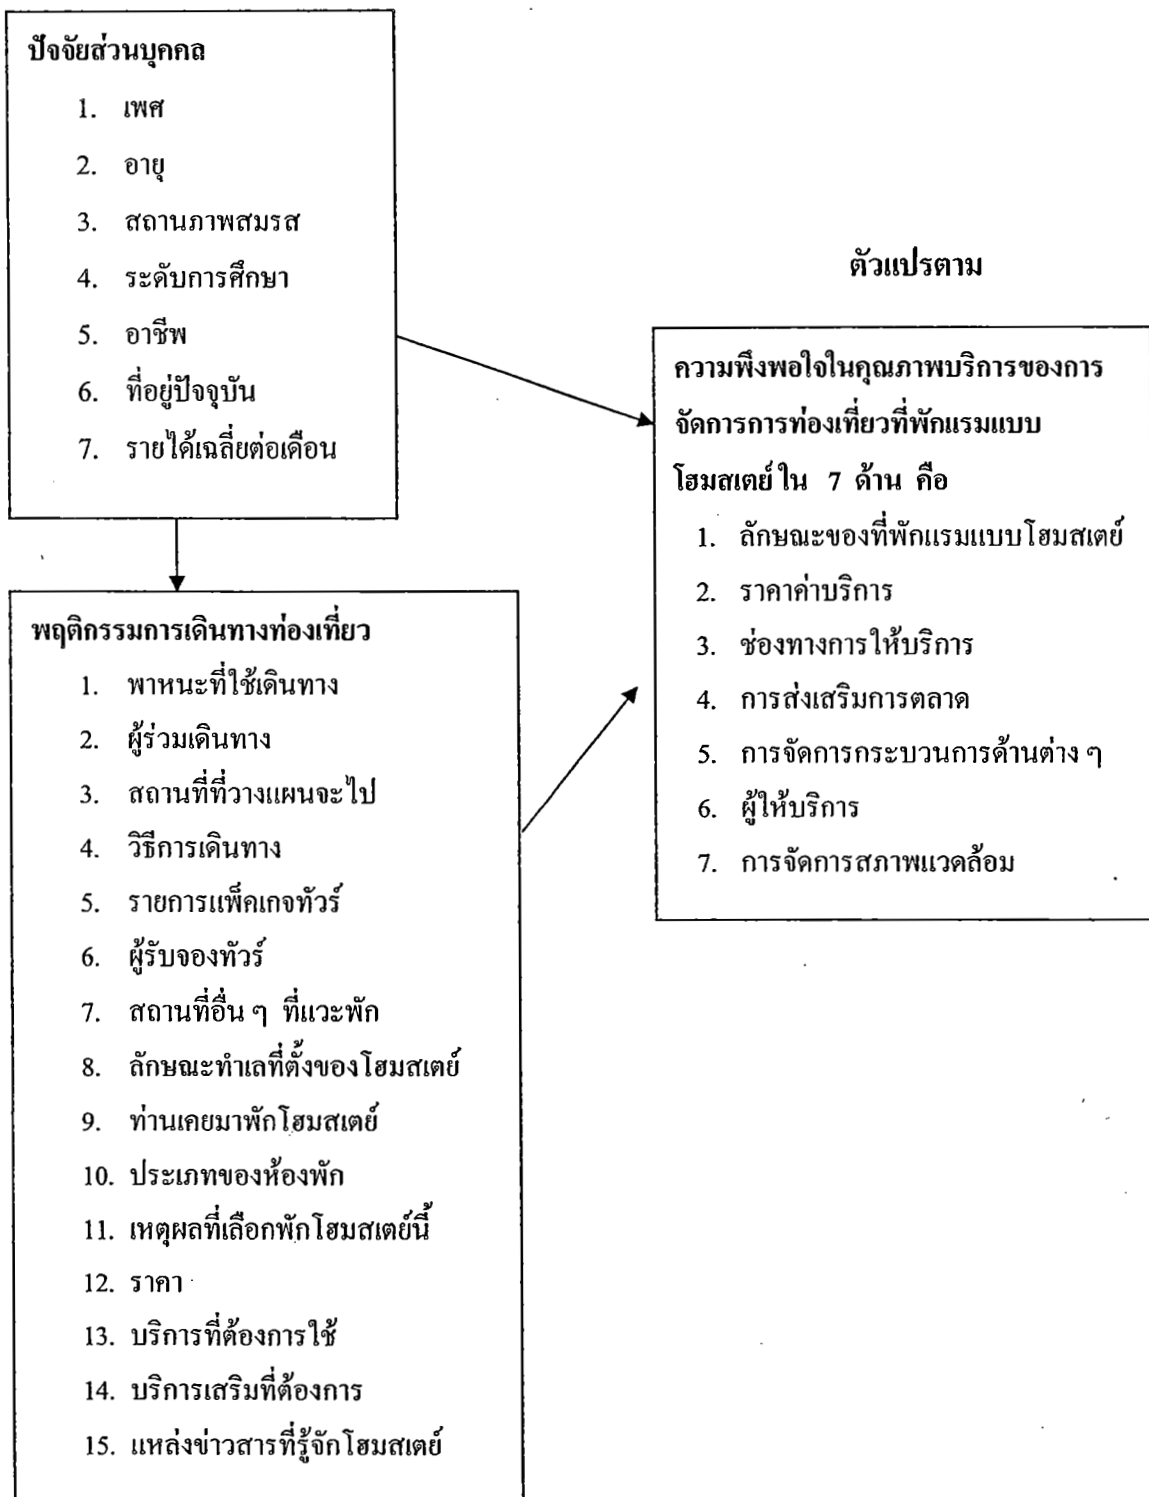 ปัจจัยส่วนบุคคล
1. เพศ
2. อายุ
3. สถานภาพสมรส
4. ระดับการศึกษา
5. อาชีพ
6. ที่อยู่ปัจจุบัน
7. รายได้เฉลี่ยต่อเดือน
พฤติกรรมการเดินทางท่องเที่ยว
1. พาหนะที่ใช้เดินทาง
2. ผู้ร่วมเดินทาง
3. สถานที่ที่วางแผนจะไป
4. วิธีการเดินทาง
5. รายการแพ็คเกจทัวร์
6. ผู้รับจองทัวร์
7. สถานที่อื่น ๆ ที่แวะพัก
8. ลักษณะทำเลที่ตั้งของโฮมสเตย์
9. ท่านเคยมาพักโฮมสเตย์
10. ประเภทของห้องพัก
11. เหตุผลที่เลือกพักโฮมสเตย์นี้
12. ราคา
13. บริการที่ต้องการใช้
14. บริการเสริมที่ต้องการ
15. แหล่งข่าวสารที่รู้จักโฮมสเตย์
ตัวแปรตาม
ความพึงพอใจในคุณภาพบริการของการ
จัดการการท่องเที่ยวที่พักแรมแบบ
โฮมสเตย์ ใน 7 ด้าน คือ
1. ลักษณะของที่พักแรมแบบโฮมสเตย์
2. ราคาค่าบริการ
3. ช่องทางการให้บริการ
4. การส่งเสริมการตลาด
5. การจัดการกระบวนการด้านต่าง ๆ
6. ผู้ให้บริการ
7. การจัดการสภาพแวดล้อม